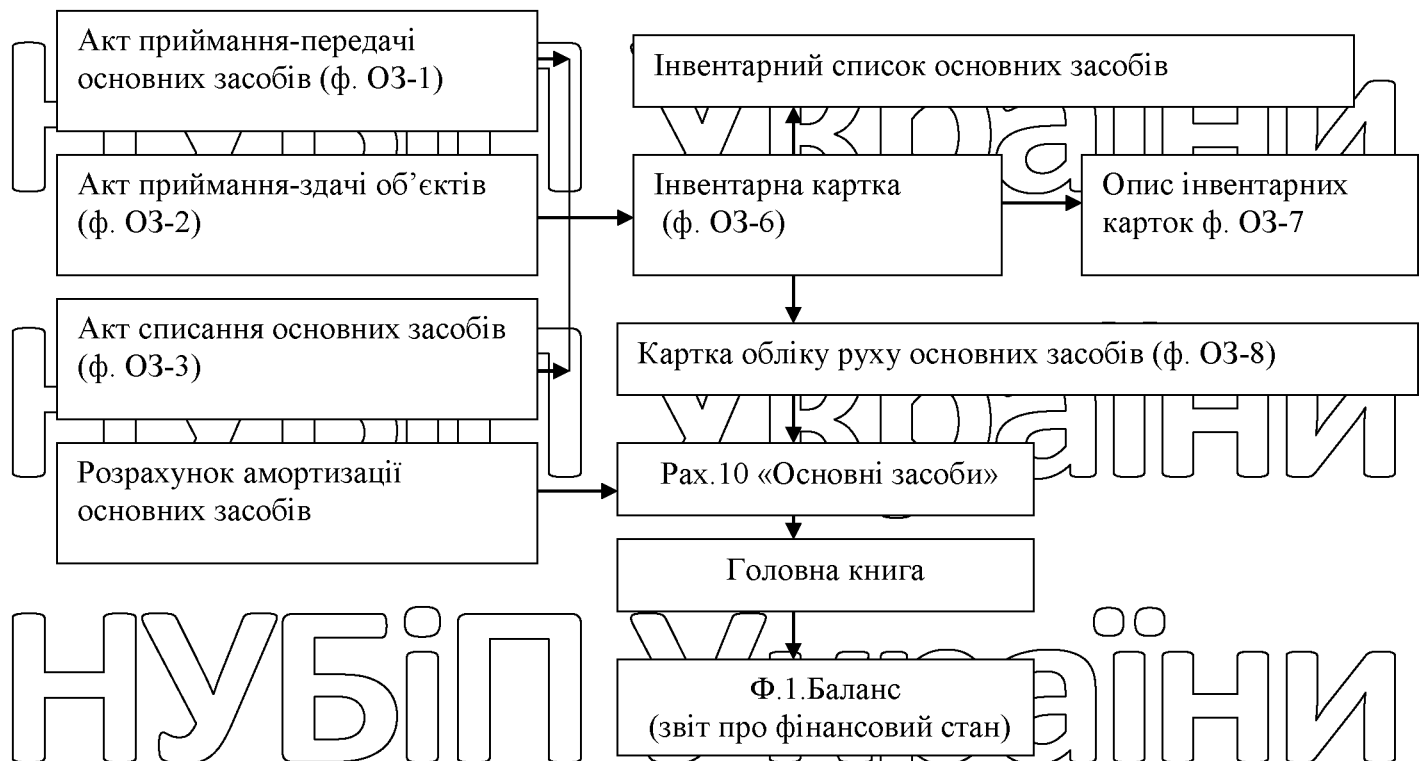 Акт приймання-передачі
основних засобів (ф. ОЗ-1)
Інвентарний список основних засобів
Акт приймання-здачі об’єктів
(ф. ОЗ-2)
Інвентарна картка
(ф. ОЗ-6)
Опис інвентарних
карток ф. ОЗ-7
Акт списання основних засобів
(ф. ОЗ-3)
Картка обліку руху основних засобів (ф. ОЗ-8)
Розрахунок амортизації
основних засобів
Рах.10 «Основні засоби»
Головна книга
Ф.1.Баланс
(звіт про фінансовий стан)
НУБіП України
НУБіП України
НУБіП України